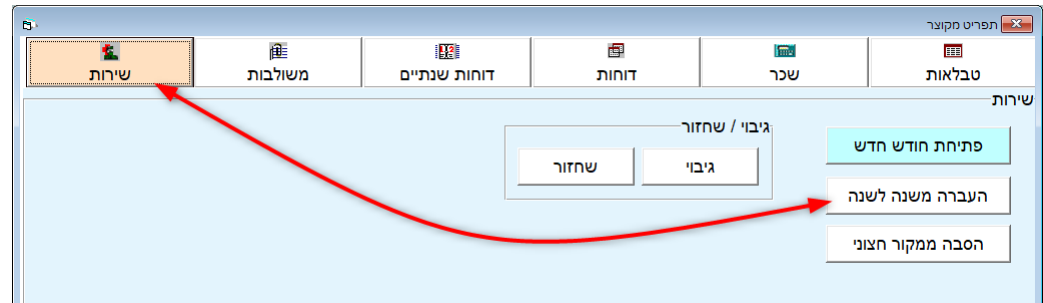 תפריט מקוצר
טבלאות שכר דוחות דוחות שנתיים משולבות שירות
שירות
גיבוי / שחזור
פתיחת חודש חדש
גיבוי שחזור
העברה משנה לשנה
הסבה ממקור חצוני